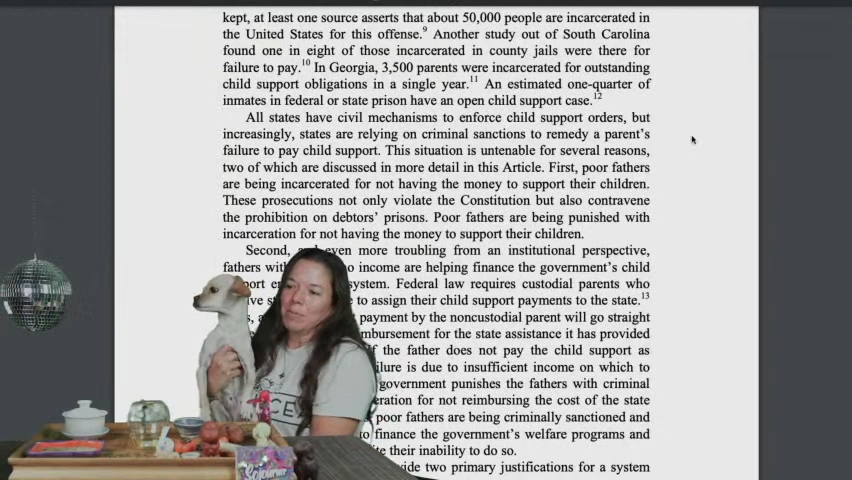 kept, at least one source asserts that about 50,000 people are incarcerated in
the United States for this offense.9 Another study out of South Carolina
found one in eight of those incarcerated in county jails were there for
failure to pay.10 In Georgia, 3,500 parents were incarcerated for outstanding
child support obligations in a single year.11 An estimated one-quarter of
inmates in federal or state prison have an open child support case.12
All states have civil mechanisms to enforce child support orders, but
increasingly, states are relying on criminal sanctions to remedy a parent's
failure to pay child support. This situation is untenable for several reasons,
two of which are discussed in more detail in this Article. First, poor fathers
are being incarcerated for not having the money to support their children.
These prosecutions not only violate the Constitution but also contravene
the prohibition on debtors' prisons. Poor fathers are being punished with
incarceration for not having the money to support their children.
Second, and even more troubling from an institutional perspective,
fathers with income are helping finance the government's child
system. Federal law requires custodial parents who
to assign their child support payments to the state.13
payment by the noncustodial parent will go straight
for the state assistance it has provided
the father does not pay the child support as
is due to insufficient income on which to
government punishes the fathers with criminal
for not reimbursing the cost of the state
poor fathers are being criminally sanctioned and
to finance the government's welfare programs and
their inability to do so.
two primary justifications for a system
Sojourner